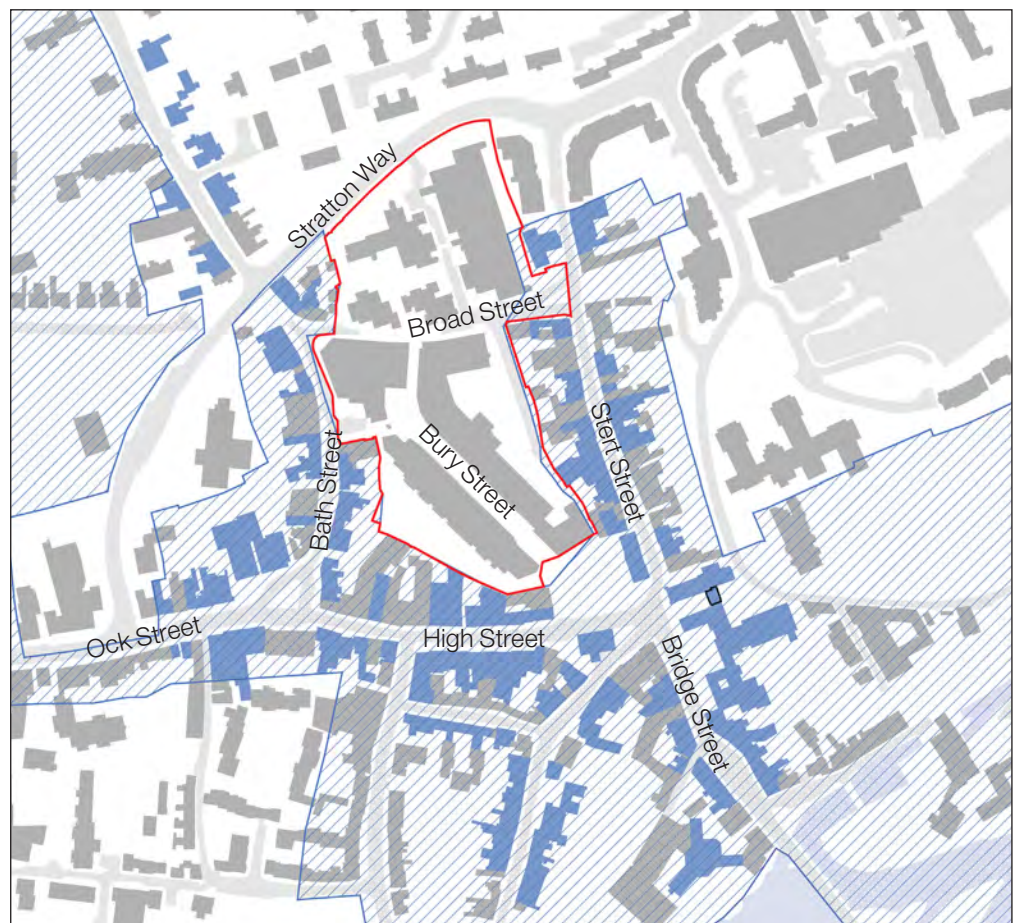 Stratton Way
Broad Street
Bury Street
Stert Street
Bath Street
Ock Street
High Street
Bridge Street